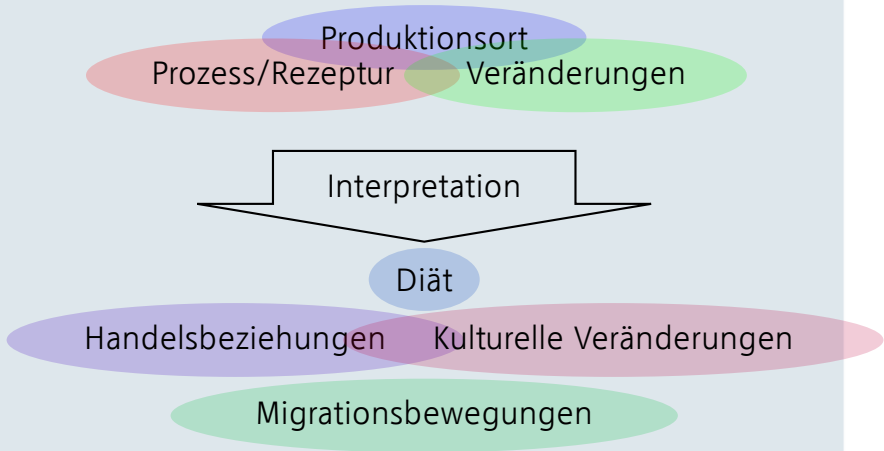 Produktionsort
Prozess/Rezeptur
Veränderungen
Interpretation
Diät
Handelsbeziehungen
Kulturelle Veränderungen
Migrationsbewegungen